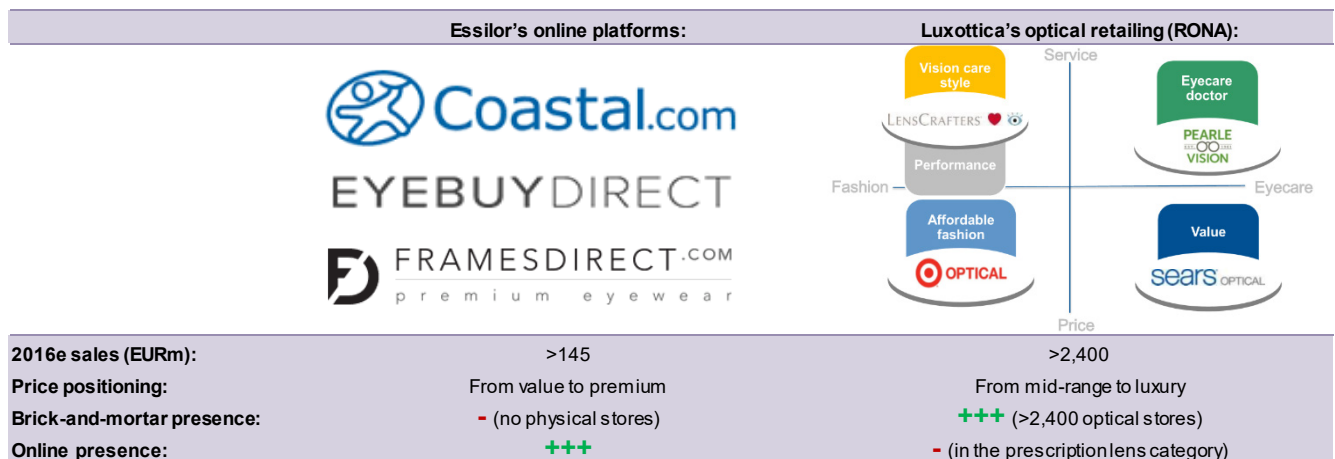 Essilor's online platforms: Luxottica's optical retailing (RONA):
Coastal.com
EYEBUYDIRECT
FRAMESDIRECT.COM
premium eyewear
Service
Vision care
style
LENSCRAFTERS
Performance
Eyecare
doctor
PEARLE
VISION
Fashion
Eyecare
Affordable
fashion
OPTICAL
Value
sears OPTICAL
Price
2016e sales (EURm): >145 >2,400
Price positioning: From value to premium From mid-range to luxury
Brick-and-mortar presence: - (no physical stores) +++ (>2,400 optical stores)
Online presence: +++ - (in the prescription lens category)